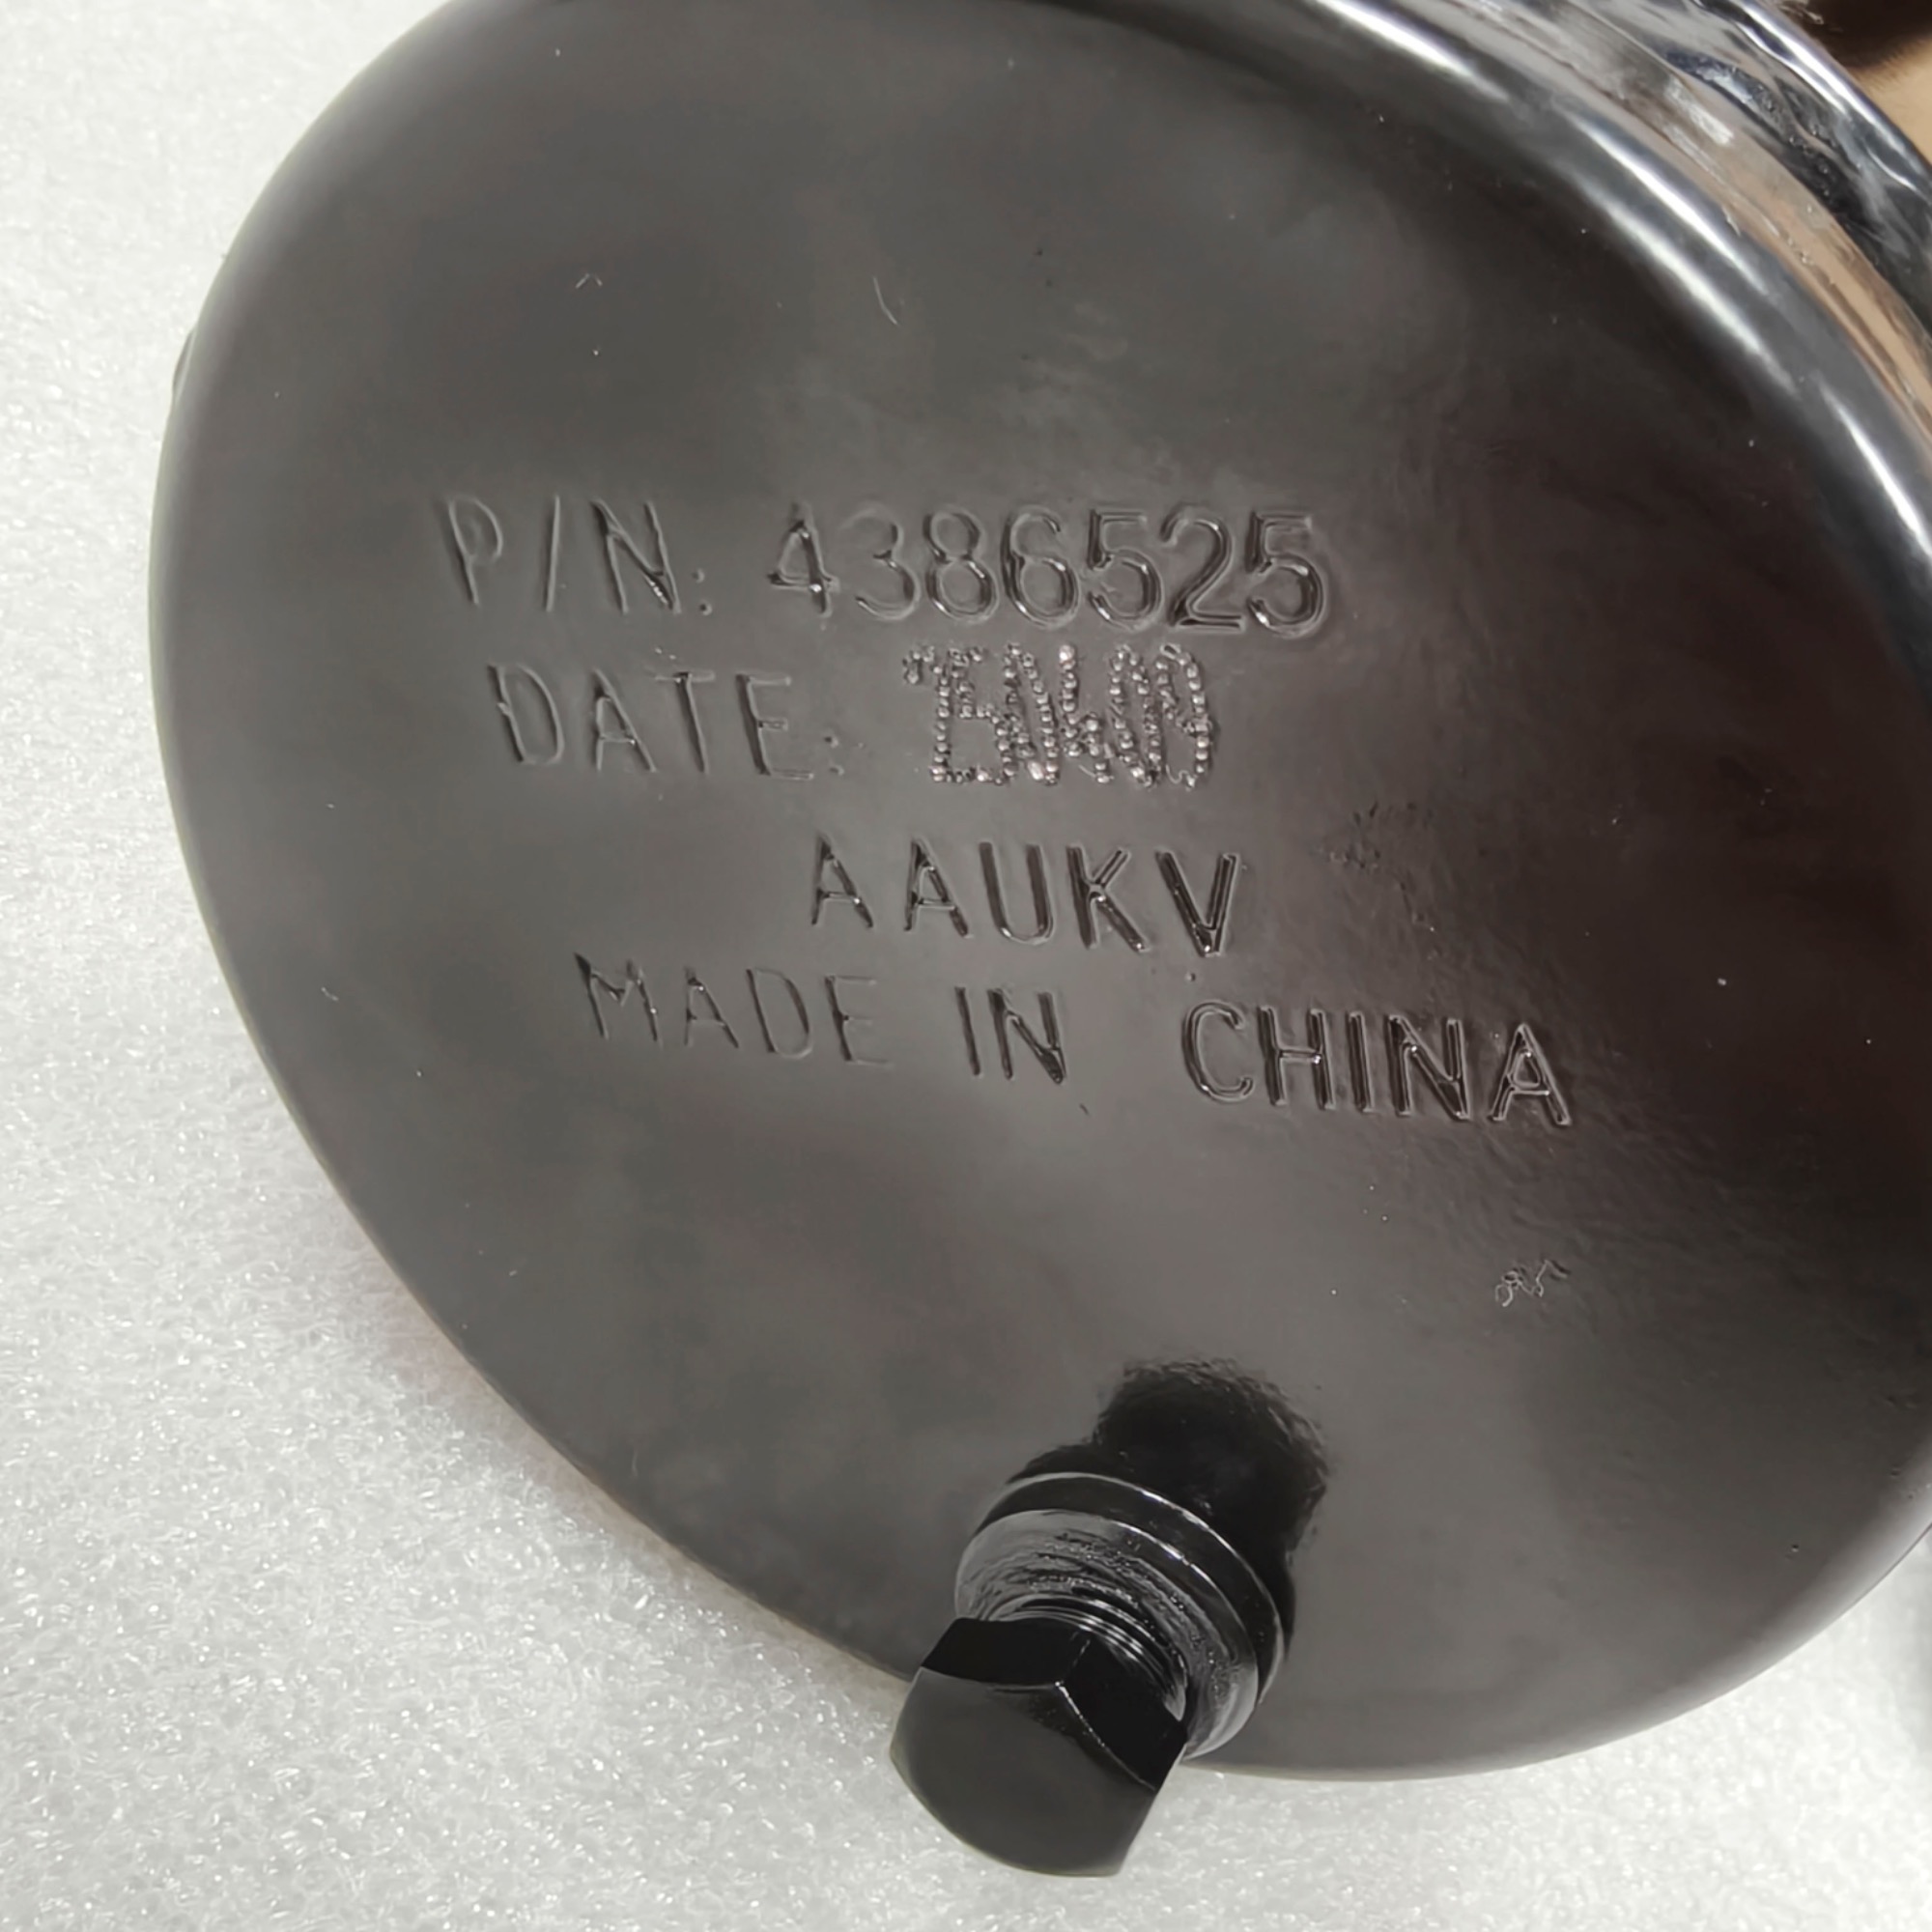 P/N: 4386525
DATE:
AAUKV
MADE IN CHINA